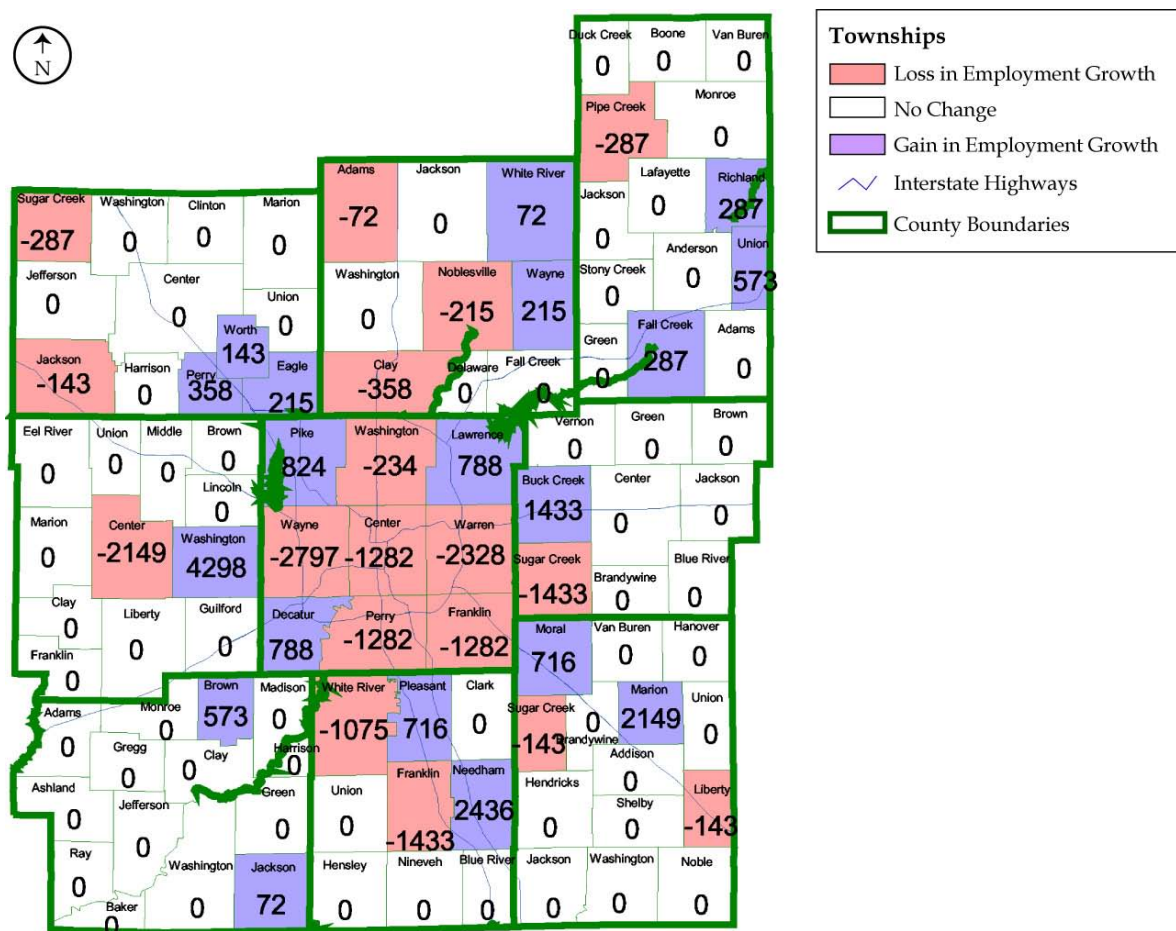 N
Townships
Loss in Employment Growth
No Change
Gain in Employment Growth
Interstate Highways
County Boundaries
Duck Creek
0
Boone
0
Van Buren
0
Pipe Creek
-287
Monroe
0
Lafayette
0
Richland
287
Jackson
0
Anderson
0
Union
573
Stony Creek
0
Green
0
Fall Creek
287
Adams
0
Adams
-72
Jackson
0
White River
72
Washington
0
Noblesville
-215
Wayne
215
Clay
-358
Delaware
0
Fall Creek
0
Sugar Creek
-287
Washington
0
Clinton
0
Marion
0
Jefferson
0
Center
0
Union
0
Worth
143
Jackson
-143
Harrison
0
Perry
358
Eagle
215
Eel River
0
Union
0
Middle
0
Brown
0
Lincoln
0
Marion
0
Center
-2149
Washington
4298
Clay
0
Liberty
0
Guilford
0
Franklin
0
Pike
824
Washington
-234
Lawrence
788
Wayne
-2797
Center
-1282
Warren
-2328
Decatur
788
Perry
-1282
Franklin
-1282
Vernon
0
Green
0
Brown
0
Buck Creek
1433
Center
0
Jackson
0
Sugar Creek
-1433
Brandywine
0
Blue River
0
Adams
0
Monroe
0
Brown
573
Madison
0
Gregg
0
Clay
0
Harrison
0
Ashland
0
Jefferson
0
Green
0
Ray
0
Washington
0
Jackson
72
Baker
0
White River
-1075
Pleasant
716
Clark
0
Union
0
Franklin
-1433
Needham
2436
Hensley
0
Nineveh
0
Blue River
0
Moral
716
Van Buren
0
Hanover
0
Sugar Creek
-143
Brandywine
0
Marion
2149
Union
0
Addison
0
Hendricks
0
Shelby
0
Liberty
-143
Jackson
0
Washington
0
Noble
0